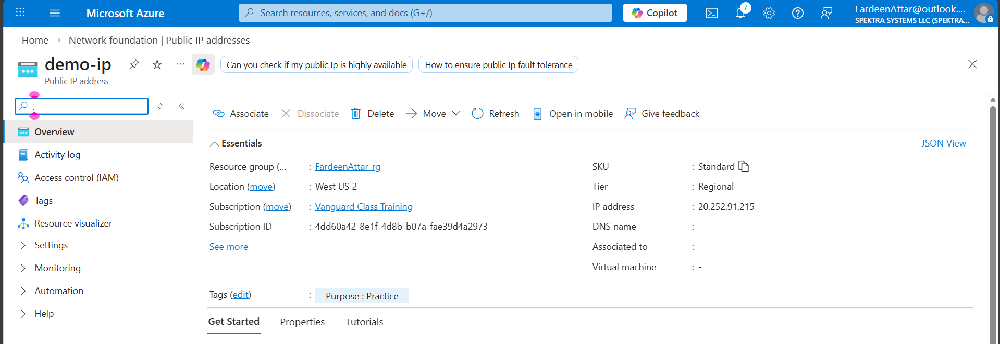 Microsoft Azure
Search resources, services, and docs (G+/)
Copilot
7
FardeenAttar@outlook....
SPEKTRA SYSTEMS LLC (SPEKTRA...
Home > Network foundation | Public IP addresses
demo-ip
Public IP address
Can you check if my public Ip is highly available
How to ensure public Ip fault tolerance
.
Overview
Activity log
Access control (IAM)
Tags
Resource visualizer
Settings
Monitoring
Automation
Help
Associate Dissociate Delete Move Refresh Open in mobile Give feedback
Essentials
JSON View
Resource group (... : FardeenAttar-rg
Location (move) : West US 2
Subscription (move) : Vanguard Class Training
Subscription ID : 4dd60a42-8e1f-4d8b-b07a-fae39d4a2973
See more
SKU : Standard
Tier : Regional
IP address : 20.252.91.215
DNS name : -
Associated to : -
Virtual machine : -
Tags (edit) : Purpose : Practice
Get Started Properties Tutorials